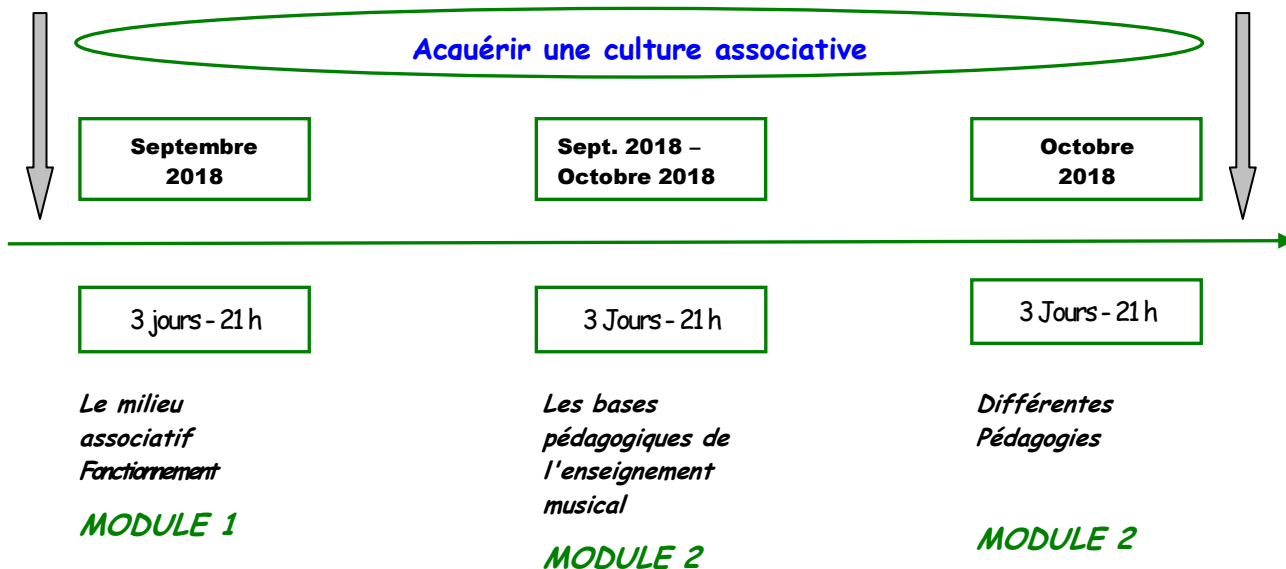 Acauérir une culture associative
Septembre
2018
Sept. 2018 –
Octobre 2018
Octobre
2018
3 jours - 21 h
3 Jours - 21 h
3 Jours - 21 h
Le milieu
associatif
Fonctionnement
MODULE 1
Les bases
pédagogiques de
l'enseignement
musical
MODULE 2
Différentes
Pédagogies
MODULE 2